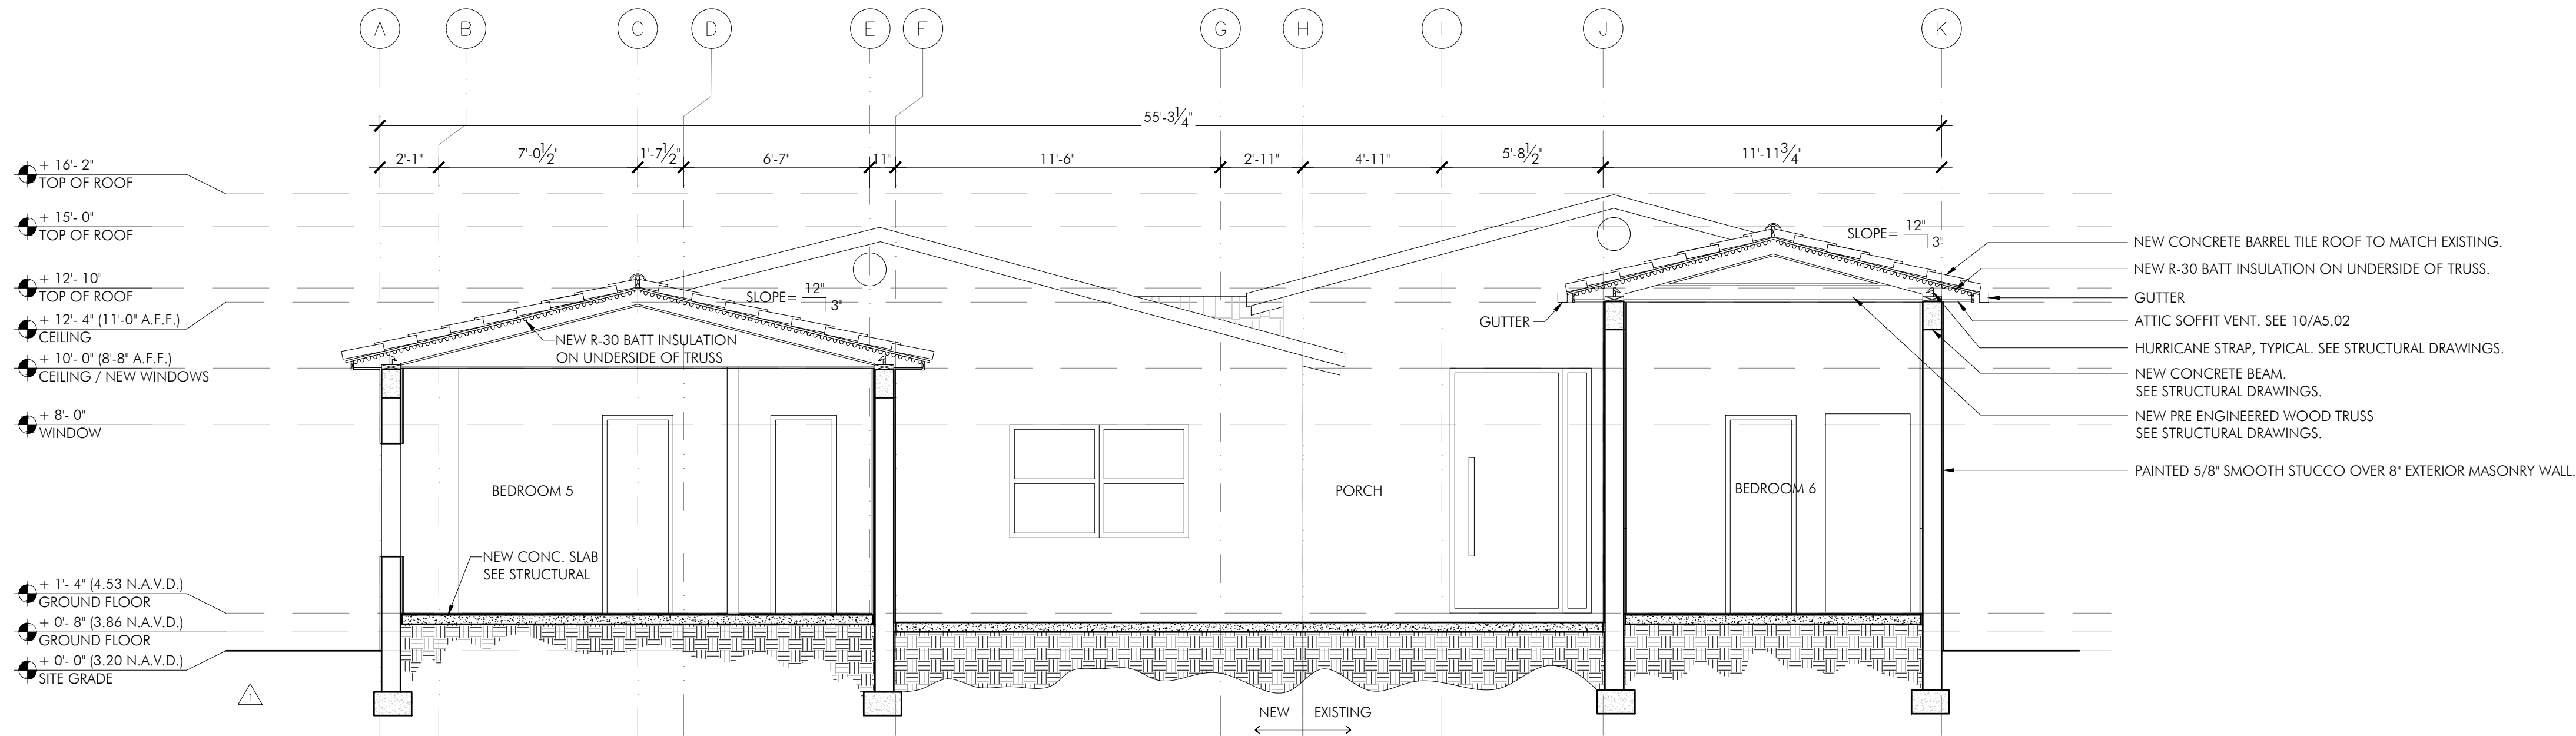 A B C D E F G H I J K
55'-3 1/4"
2'-1" 7'-0 1/2" 1'-7 1/2" 6'-7" 11" 11'-6" 2'-11" 4'-11" 5'-8 1/2" 11'-11 3/4"
+ 16'- 2"
TOP OF ROOF
+ 15'- 0"
TOP OF ROOF
+ 12'- 10"
TOP OF ROOF
+ 12'- 4" (11'-0" A.F.F.)
CEILING
+ 10'- 0" (8'-8" A.F.F.)
CEILING / NEW WINDOWS
+ 8'- 0"
WINDOW
+ 1'- 4" (4.53 N.A.V.D.)
GROUND FLOOR
+ 0'- 8" (3.86 N.A.V.D.)
GROUND FLOOR
+ 0'- 0" (3.20 N.A.V.D.)
SITE GRADE
1
SLOPE= 12"
3"
NEW R-30 BATT INSULATION
ON UNDERSIDE OF TRUSS
BEDROOM 5
NEW CONC. SLAB
SEE STRUCTURAL
PORCH
NEW EXISTING
GUTTER
BEDROOM 6
SLOPE= 12"
3"
NEW CONCRETE BARREL TILE ROOF TO MATCH EXISTING.
NEW R-30 BATT INSULATION ON UNDERSIDE OF TRUSS.
GUTTER
ATTIC SOFFIT VENT. SEE 10/A5.02
HURRICANE STRAP, TYPICAL. SEE STRUCTURAL DRAWINGS.
NEW CONCRETE BEAM.
SEE STRUCTURAL DRAWINGS.
NEW PRE ENGINEERED WOOD TRUSS
SEE STRUCTURAL DRAWINGS.
PAINTED 5/8" SMOOTH STUCCO OVER 8" EXTERIOR MASONRY WALL.